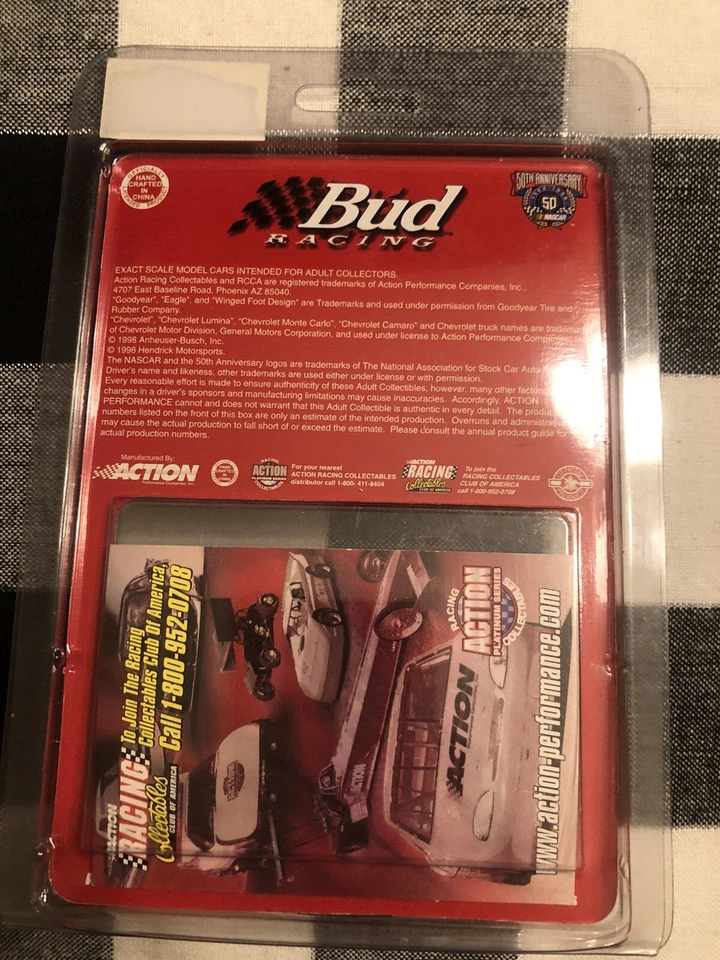 OFFICIALLY
HAND CRAFTED IN CHINA
Bud
RACING
50TH ANNIVERSARY
50
NASCAR
EXACT SCALE MODEL CARS INTENDED FOR ADULT COLLECTORS.
Action Racing Collectables and RCCA are registered trademarks of Action Performance Companies, Inc.,
4707 East Baseline Road, Phoenix AZ 85040.
"Goodyear", "Eagle", and "Winged Foot Design" are Trademarks and used under permission from Goodyear Tire and
Rubber Company.
"Chevrolet", "Chevrolet Lumina", "Chevrolet Monte Carlo", "Chevrolet Camaro" and Chevrolet truck names are
of Chevrolet Motor Division, General Motors Corporation, and used under license to Action Performance Companies,
© 1998 Anheuser-Busch, Inc.
© 1998 Hendrick Motorsports.
The NASCAR and the 50th Anniversary logos are trademarks of The National Association for Stock Car Auto
Driver's name and likeness, other trademarks are used either under license or with permission.
Every reasonable effort is made to ensure authenticity of these Adult Collectibles, however, many other factors
changes in a driver's sponsors and manufacturing limitations may cause inaccuracies. Accordingly, ACTION
PERFORMANCE cannot and does not warrant that this Adult Collectible is authentic in every detail. The
numbers listed on the front of this box are only an estimate of the intended production. Overruns and
may cause the actual production to fall short of or exceed the estimate. Please consult the annual product guide for
actual production numbers.
Manufactured By:
ACTION
RACING
ACTION
PLATINUM SERIES
COLLECTABLES
For your nearest
ACTION RACING COLLECTABLES
distributor call 1-800- 411-8404
ACTION
RACING
Collectables
CLUB OF AMERICA
To join the
RACING COLLECTABLES
CLUB OF AMERICA
call 1-800-952-0708
ACTION
RACING
Collectables
CLUB OF AMERICA
To Join The Racing
Collectables Club Of America,
Call 1-800-952-0708
ACTION
ACTION
RACING
ACTION
PLATINUM SERIES
COLLECTABLES
www.action-performance.com